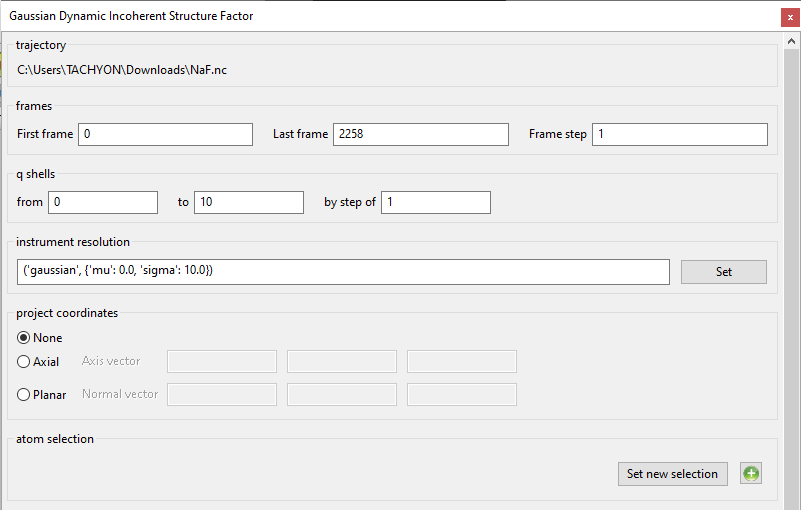 Gaussian Dynamic Incoherent Structure Factor
x
trajectory
C:\Users\TACHYON\Downloads\NaF.nc
frames
First frame 0 Last frame 2258 Frame step 1
q shells
from 0 to 10 by step of 1
instrument resolution
('gaussian', {'mu': 0.0, 'sigma': 10.0}) Set
project coordinates
None
Axial Axis vector
Planar Normal vector
atom selection
Set new selection